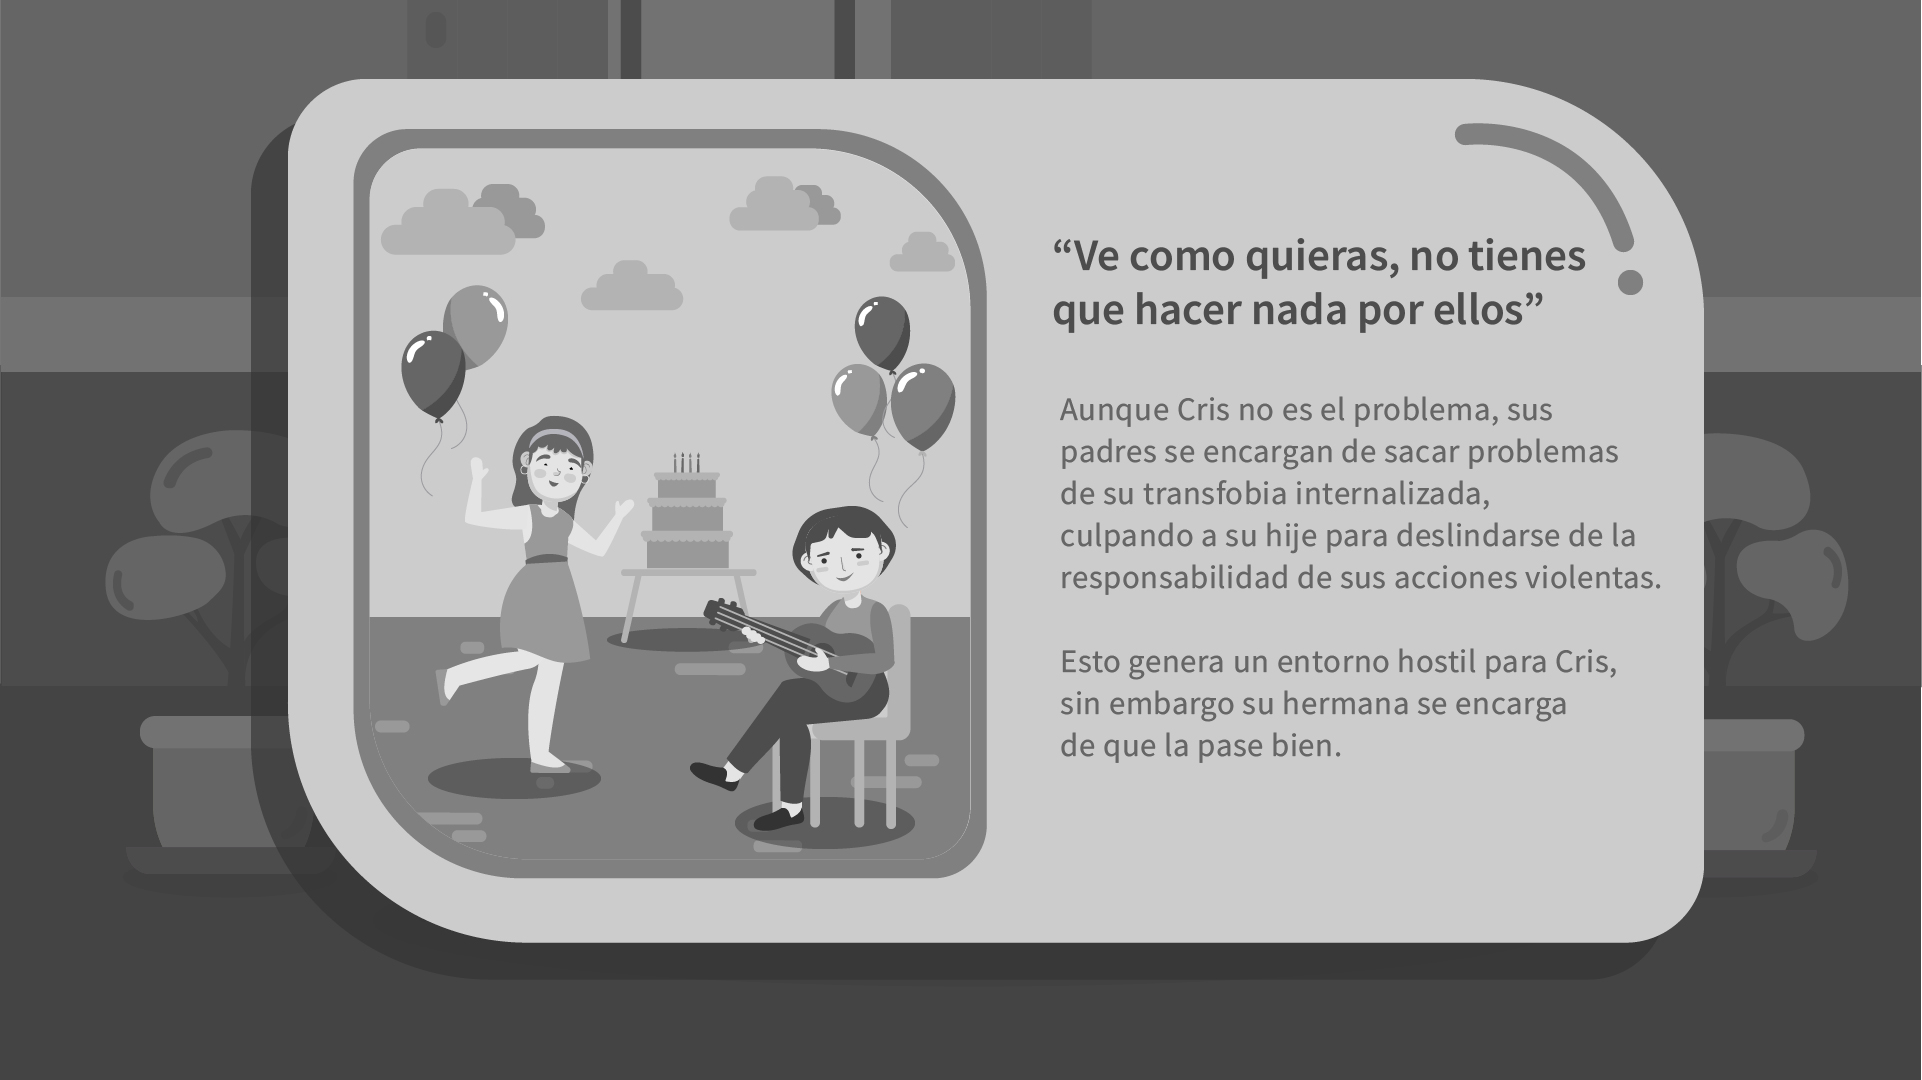 “Ve como quieras, no tienes
que hacer nada por ellos”
Aunque Cris no es el problema, sus
padres se encargan de sacar problemas
de su transfobia internalizada,
culpando a su hije para deslindarse de la
responsabilidad de sus acciones violentas.
Esto genera un entorno hostil para Cris,
sin embargo su hermana se encarga
de que la pase bien.